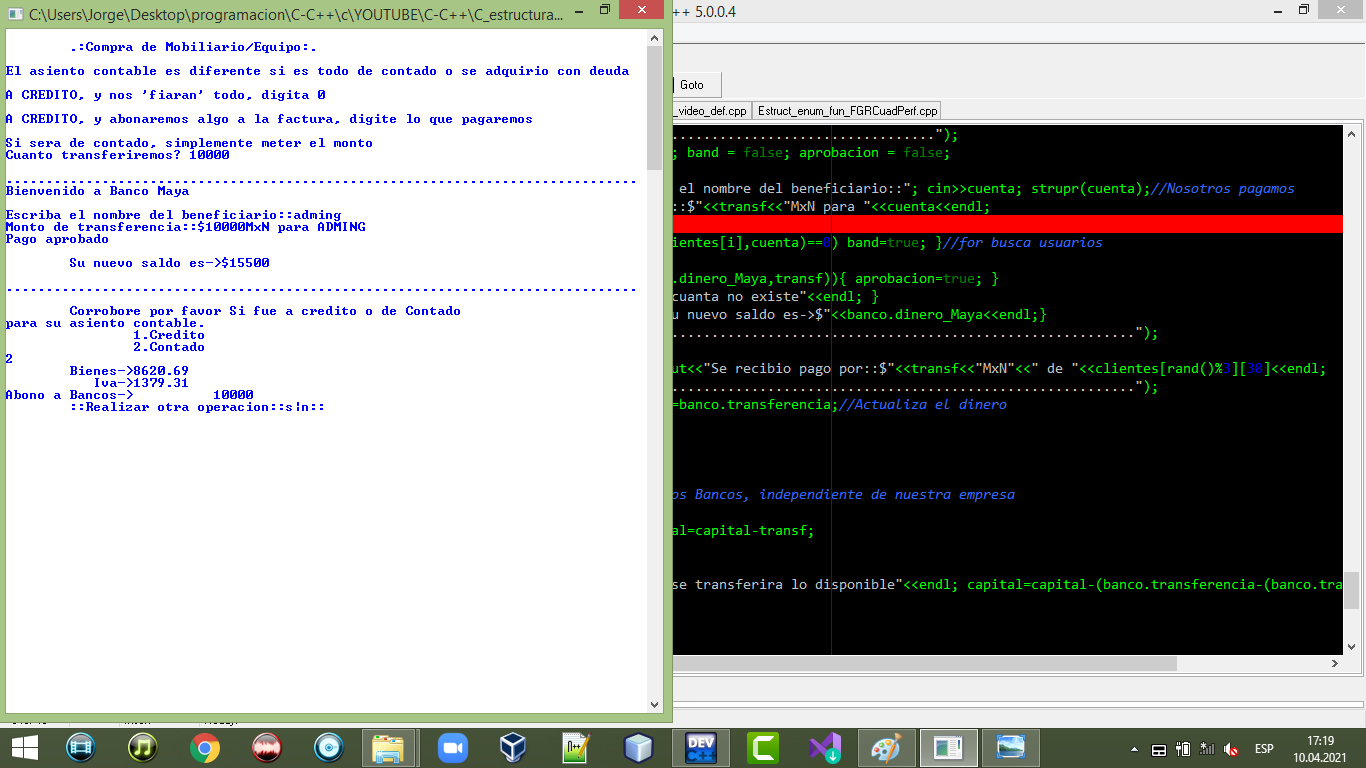 C:\Users\Jorge\Desktop\programacion\C-C++\c\YOUTUBE\C-C++\C_estructura...
.:Compra de Mobiliario/Equipo:.
El asiento contable es diferente si es todo de contado o se adquirio con deuda
A CREDITO, y nos 'fiaran' todo, digita 0
A CREDITO, y abonaremos algo a la factura, digite lo que pagaremos
Si sera de contado, simplemente meter el monto
Cuanto transferiremos? 10000
...............................................................................
Bienvenido a Banco Maya
Escriba el nombre del beneficiario::adming
Monto de transferencia::$10000MxN para ADMING
Pago aprobado
Su nuevo saldo es->$15500
...............................................................................
Corrobore por favor Si fue a credito o de Contado
para su asiento contable.
1.Credito
2.Contado
2
Bienes->8620.69
Iva->1379.31
Abono a Bancos-> 10000
::Realizar otra operacion::s¦n::
++ 5.0.0.4
Goto
_video_def.cpp
Estruct_enum_fun_FGRCuadPerf.cpp
................................");
; band = false; aprobacion = false;
el nombre del beneficiario::"; cin>>cuenta; strupr(cuenta);//Nosotros pagamos
::$"<<transf<<"MxN para "<<cuenta<<endl;
ientes[i],cuenta)==0) band=true; }//for busca usuarios
.dinero_Maya,transf)){ aprobacion=true; }
cuanta no existe"<<endl; }
u nuevo saldo es->$"<<banco.dinero_Maya<<endl;}
.........................................................");
ut<<"Se recibio pago por::$"<<transf<<"MxN"<<" de "<<clientes[rand()%3][30]<<endl;
.........................................................");
=banco.transferencia;//Actualiza el dinero
os Bancos, independiente de nuestra empresa
al=capital-transf;
se transferira lo disponible"<<endl; capital=capital-(banco.transferencia-(banco.tra
DEV C++
ESP
17:19
10.04.2021